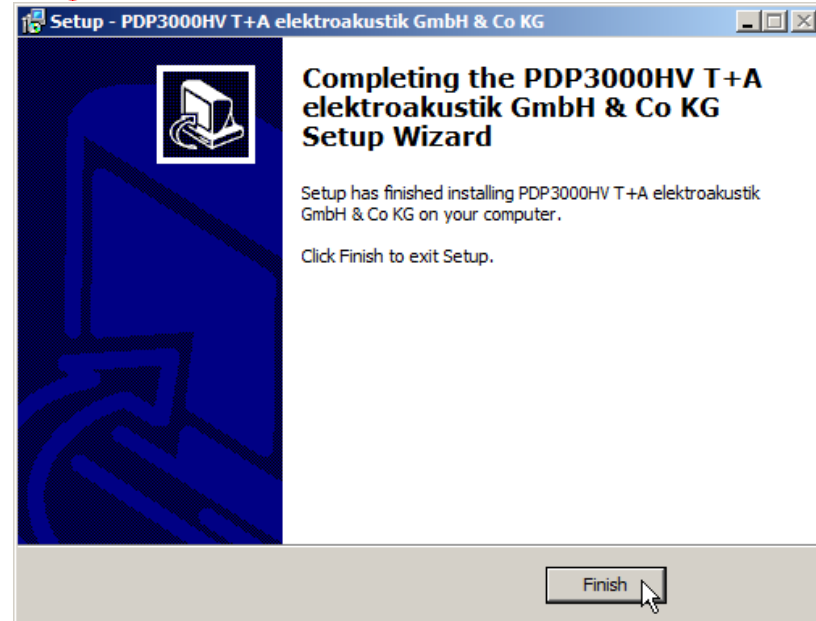 Setup - PDP3000HV T+A elektroakustik GmbH & Co KG
Completing the PDP3000HV T+A
elektroakustik GmbH & Co KG
Setup Wizard
Setup has finished installing PDP3000HV T+A elektroakustik
GmbH & Co KG on your computer.
Click Finish to exit Setup.
Finish